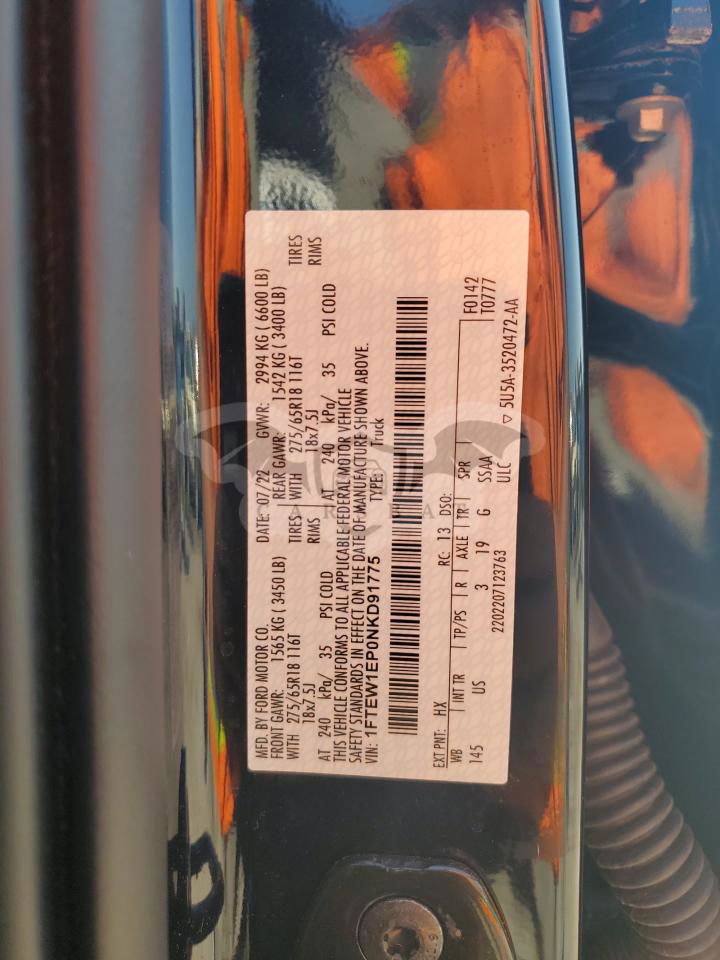 MFD. BY FORD MOTOR CO. DATE: 07/22 GVWR: 2994 KG ( 6600 LB)
FRONT GAWR: 1565 KG ( 3450 LB) REAR GAWR: 1542 KG ( 3400 LB)
WITH 275/65R18 116T TIRES WITH 275/65R18 116T TIRES
18x7.5J RIMS 18x7.5J RIMS
AT 240 kPa/ 35 PSI COLD AT 240 kPa/ 35 PSI COLD
THIS VEHICLE CONFORMS TO ALL APPLICABLE FEDERAL MOTOR VEHICLE
SAFETY STANDARDS IN EFFECT ON THE DATE OF MANUFACTURE SHOWN ABOVE.
VIN: 1FTEW1EP0NKD91775 TYPE: Truck
EXT PNT: HX RC: 13 DSO: F0142
WB INT TR TP/PS R AXLE TR SPR T0777
145 US 3 19 G SSAA
2202207123763 ULC
▽ 5U5A-3520472-AA